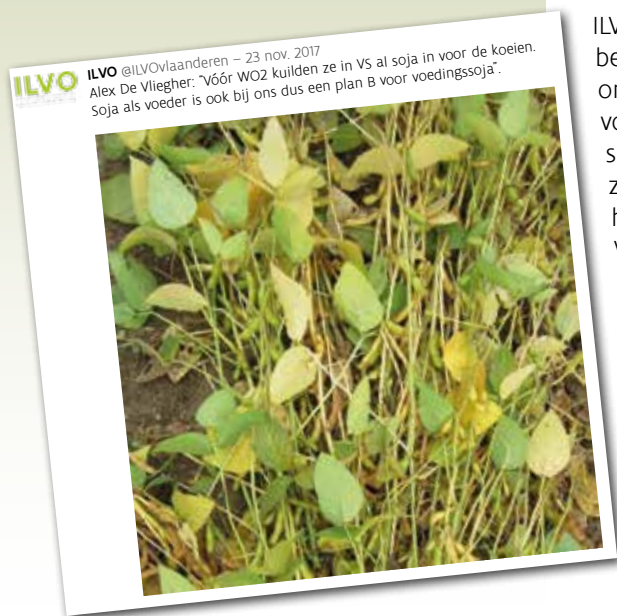 ILVO
ILVO @ILVOvlaanderen – 23 nov. 2017
Alex De Vliegher: "Vóór WO2 kuilden ze in VS al soja in voor de koeien.
Soja als voeder is ook bij ons dus een plan B voor voedingssoja".
ILV
be
on
vo
s
z
h